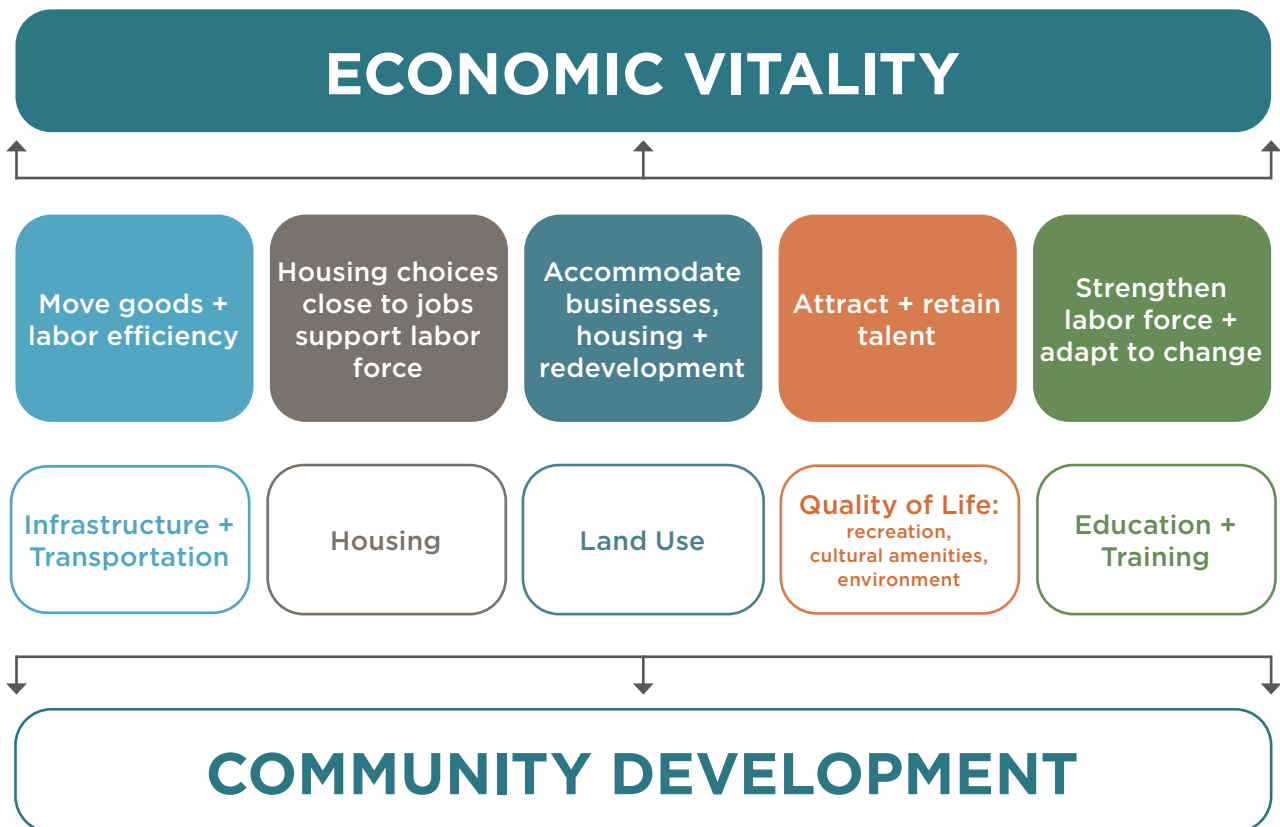 ECONOMIC VITALITY
Move goods +
labor efficiency
Housing choices
close to jobs
support labor
force
Accommodate
businesses,
housing +
redevelopment
Attract + retain
talent
Strengthen
labor force +
adapt to change
Infrastructure +
Transportation
Housing
Land Use
Quality of Life:
recreation,
cultural amenities,
environment
Education +
Training
COMMUNITY DEVELOPMENT